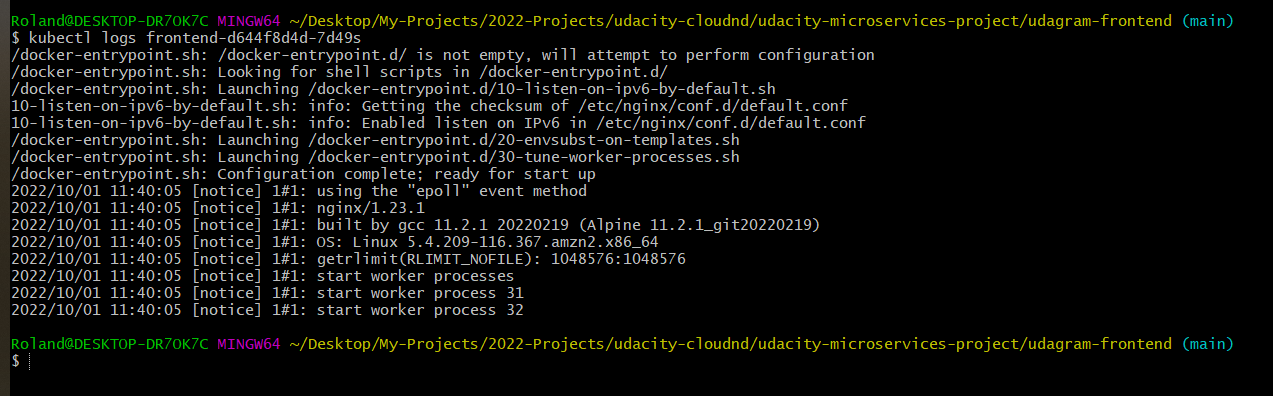 Roland@DESKTOP-DR7OK7C MINGW64 ~/Desktop/My-Projects/2022-Projects/udacity-cloudnd/udacity-microservices-project/udagram-frontend (main)
$ kubectl logs frontend-d644f8d4d-7d49s
/docker-entrypoint.sh: /docker-entrypoint.d/ is not empty, will attempt to perform configuration
/docker-entrypoint.sh: Looking for shell scripts in /docker-entrypoint.d/
/docker-entrypoint.sh: Launching /docker-entrypoint.d/10-listen-on-ipv6-by-default.sh
10-listen-on-ipv6-by-default.sh: info: Getting the checksum of /etc/nginx/conf.d/default.conf
10-listen-on-ipv6-by-default.sh: info: Enabled listen on IPv6 in /etc/nginx/conf.d/default.conf
/docker-entrypoint.sh: Launching /docker-entrypoint.d/20-envsubst-on-templates.sh
/docker-entrypoint.sh: Launching /docker-entrypoint.d/30-tune-worker-processes.sh
/docker-entrypoint.sh: Configuration complete; ready for start up
2022/10/01 11:40:05 [notice] 1#1: using the "epoll" event method
2022/10/01 11:40:05 [notice] 1#1: nginx/1.23.1
2022/10/01 11:40:05 [notice] 1#1: built by gcc 11.2.1 20220219 (Alpine 11.2.1_git20220219)
2022/10/01 11:40:05 [notice] 1#1: OS: Linux 5.4.209-116.367.amzn2.x86_64
2022/10/01 11:40:05 [notice] 1#1: getrlimit(RLIMIT_NOFILE): 1048576:1048576
2022/10/01 11:40:05 [notice] 1#1: start worker processes
2022/10/01 11:40:05 [notice] 1#1: start worker process 31
2022/10/01 11:40:05 [notice] 1#1: start worker process 32
Roland@DESKTOP-DR7OK7C MINGW64 ~/Desktop/My-Projects/2022-Projects/udacity-cloudnd/udacity-microservices-project/udagram-frontend (main)
$